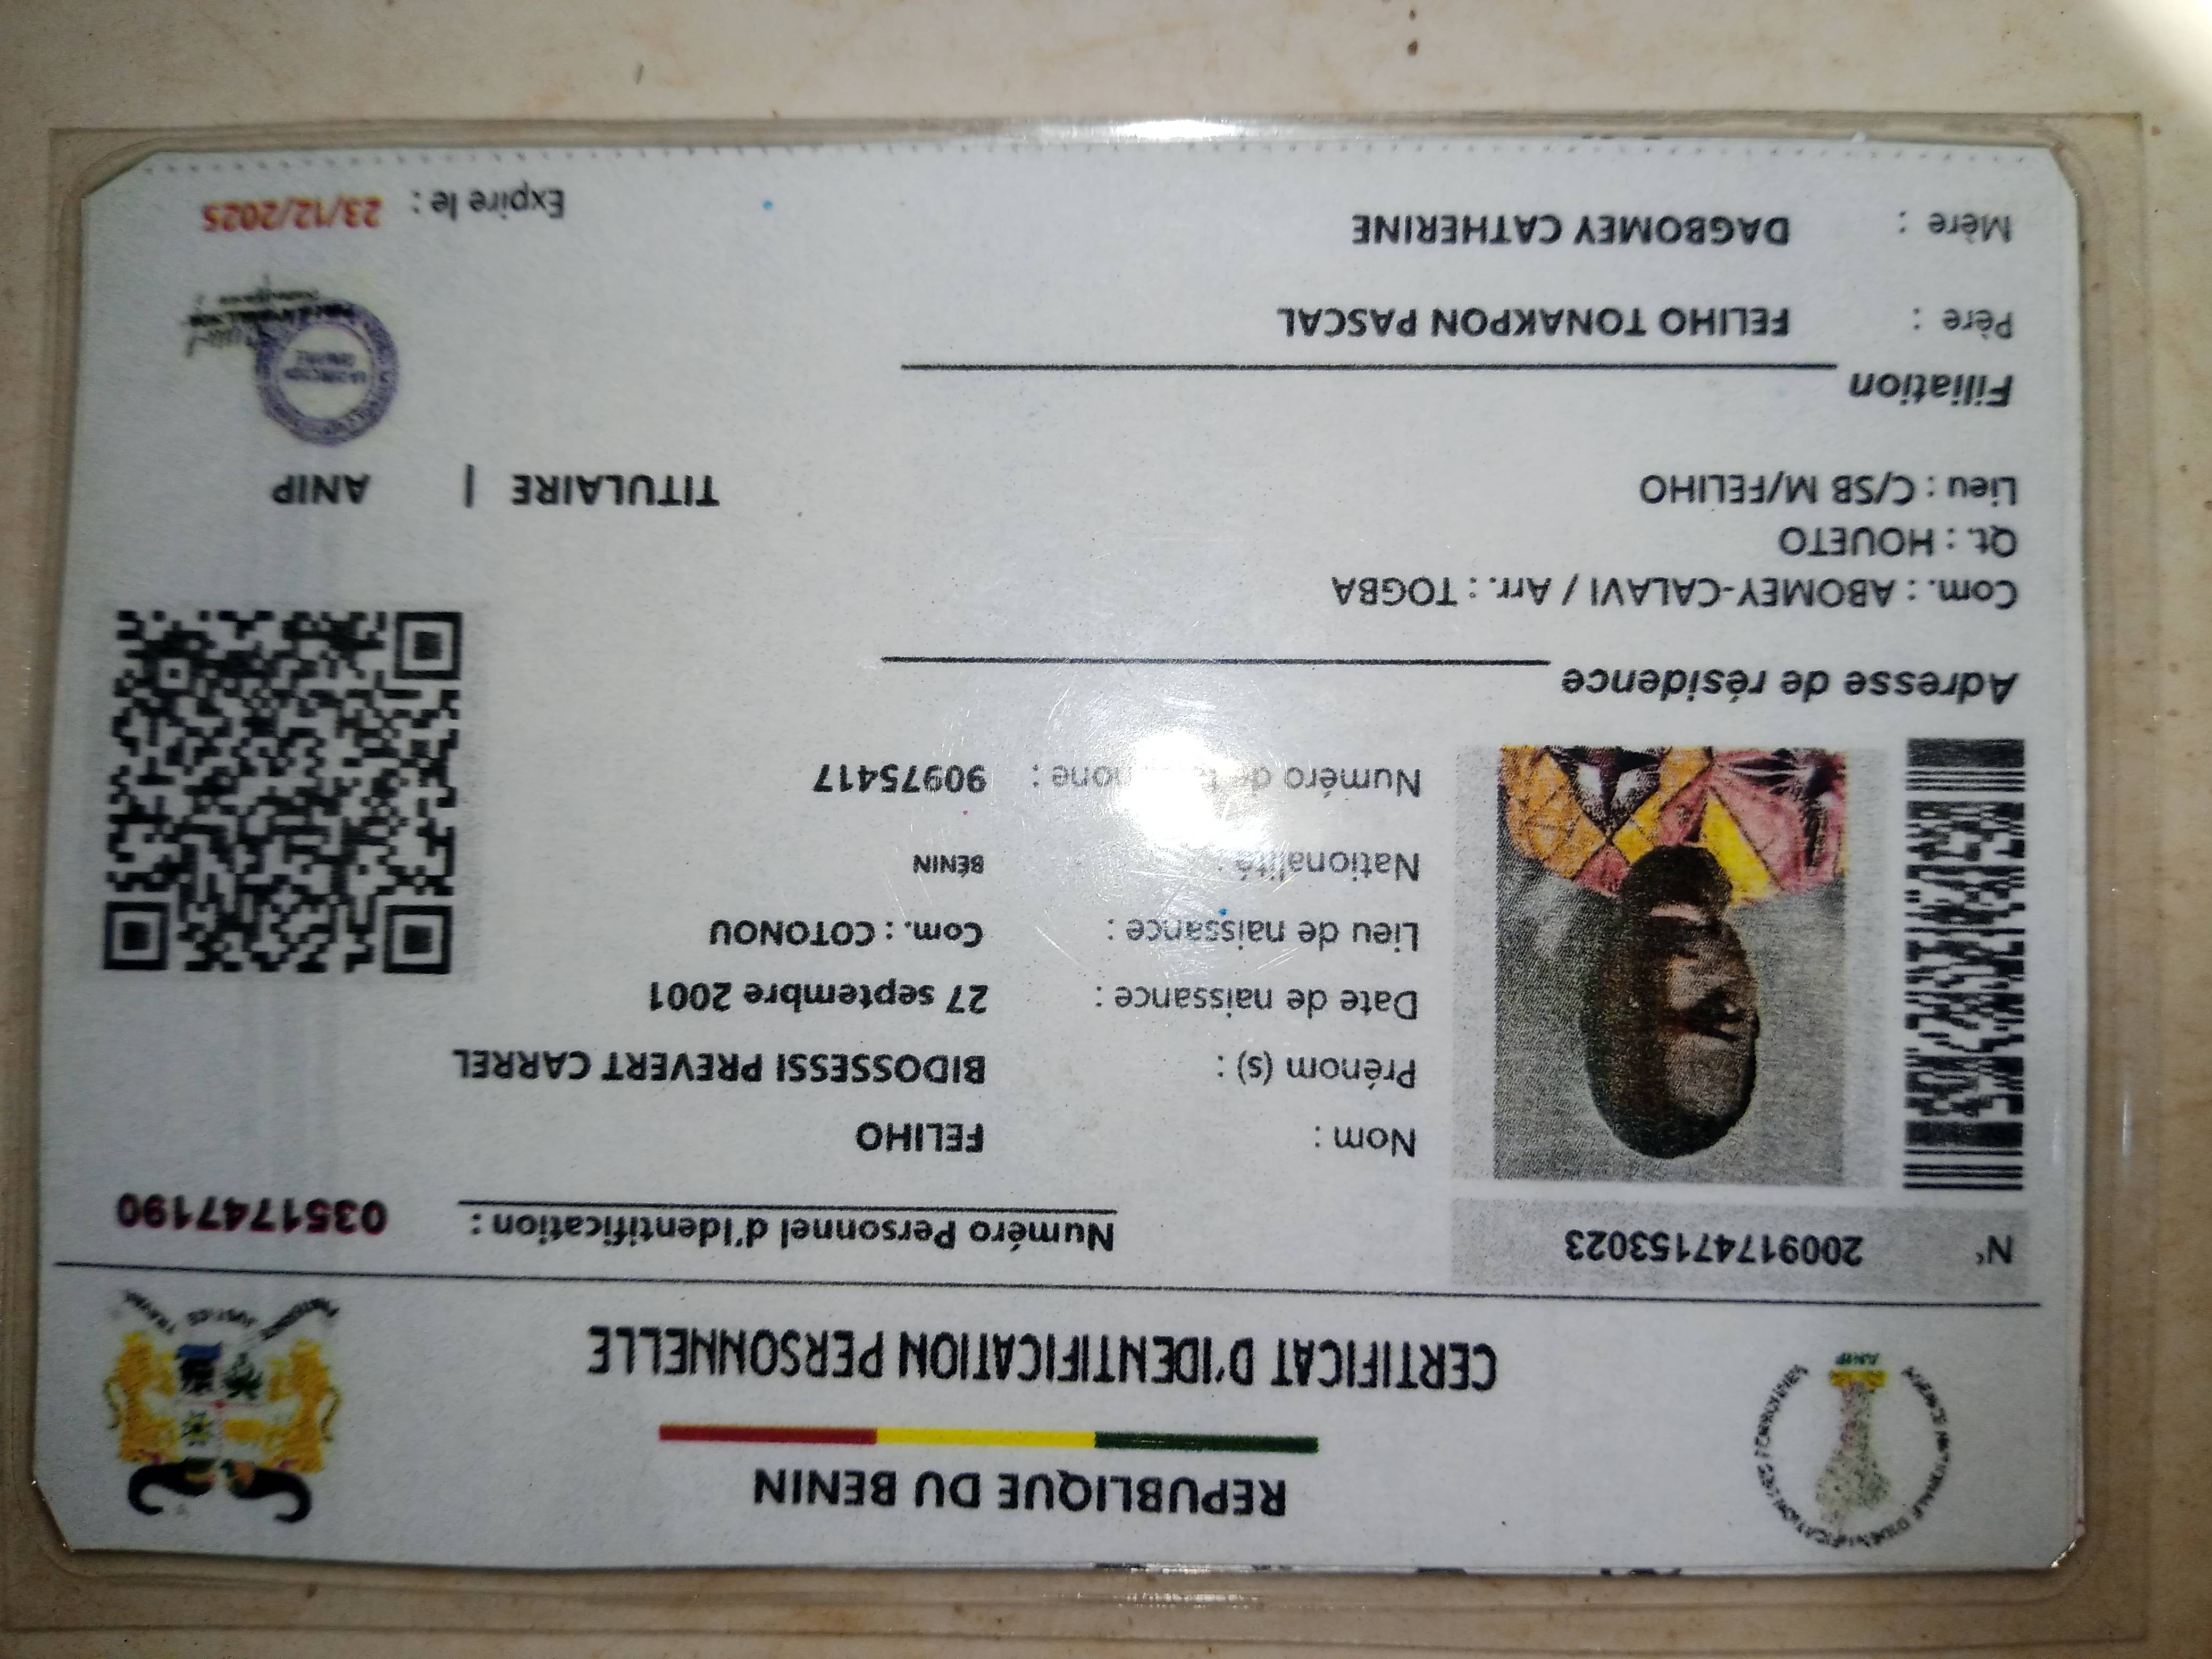 REPUBLIQUE DU BENIN
CERTIFICAT D'IDENTIFICATION PERSONNELLE
ANIP
N° 20091747153023
Numéro Personnel d'Identification : 0351747190
Nom : FELIHO
Prénom (s) : BIDOSSESSI PREVERT CARREL
Date de naissance : 27 septembre 2001
Lieu de naissance : Com. : COTONOU
Nationalité : BÉNIN
Numéro de : 90975417
Adresse de résidence
Com. : ABOMEY-CALAVI / Arr. : TOGBA
Qt. : HOUETO
Lieu : C/SB M/FELIHO
TITULAIRE | ANIP
Filiation
Père : FELIHO TONAKPON PASCAL
Mère : DAGBOMEY CATHERINE
Expire le : 23/12/2025